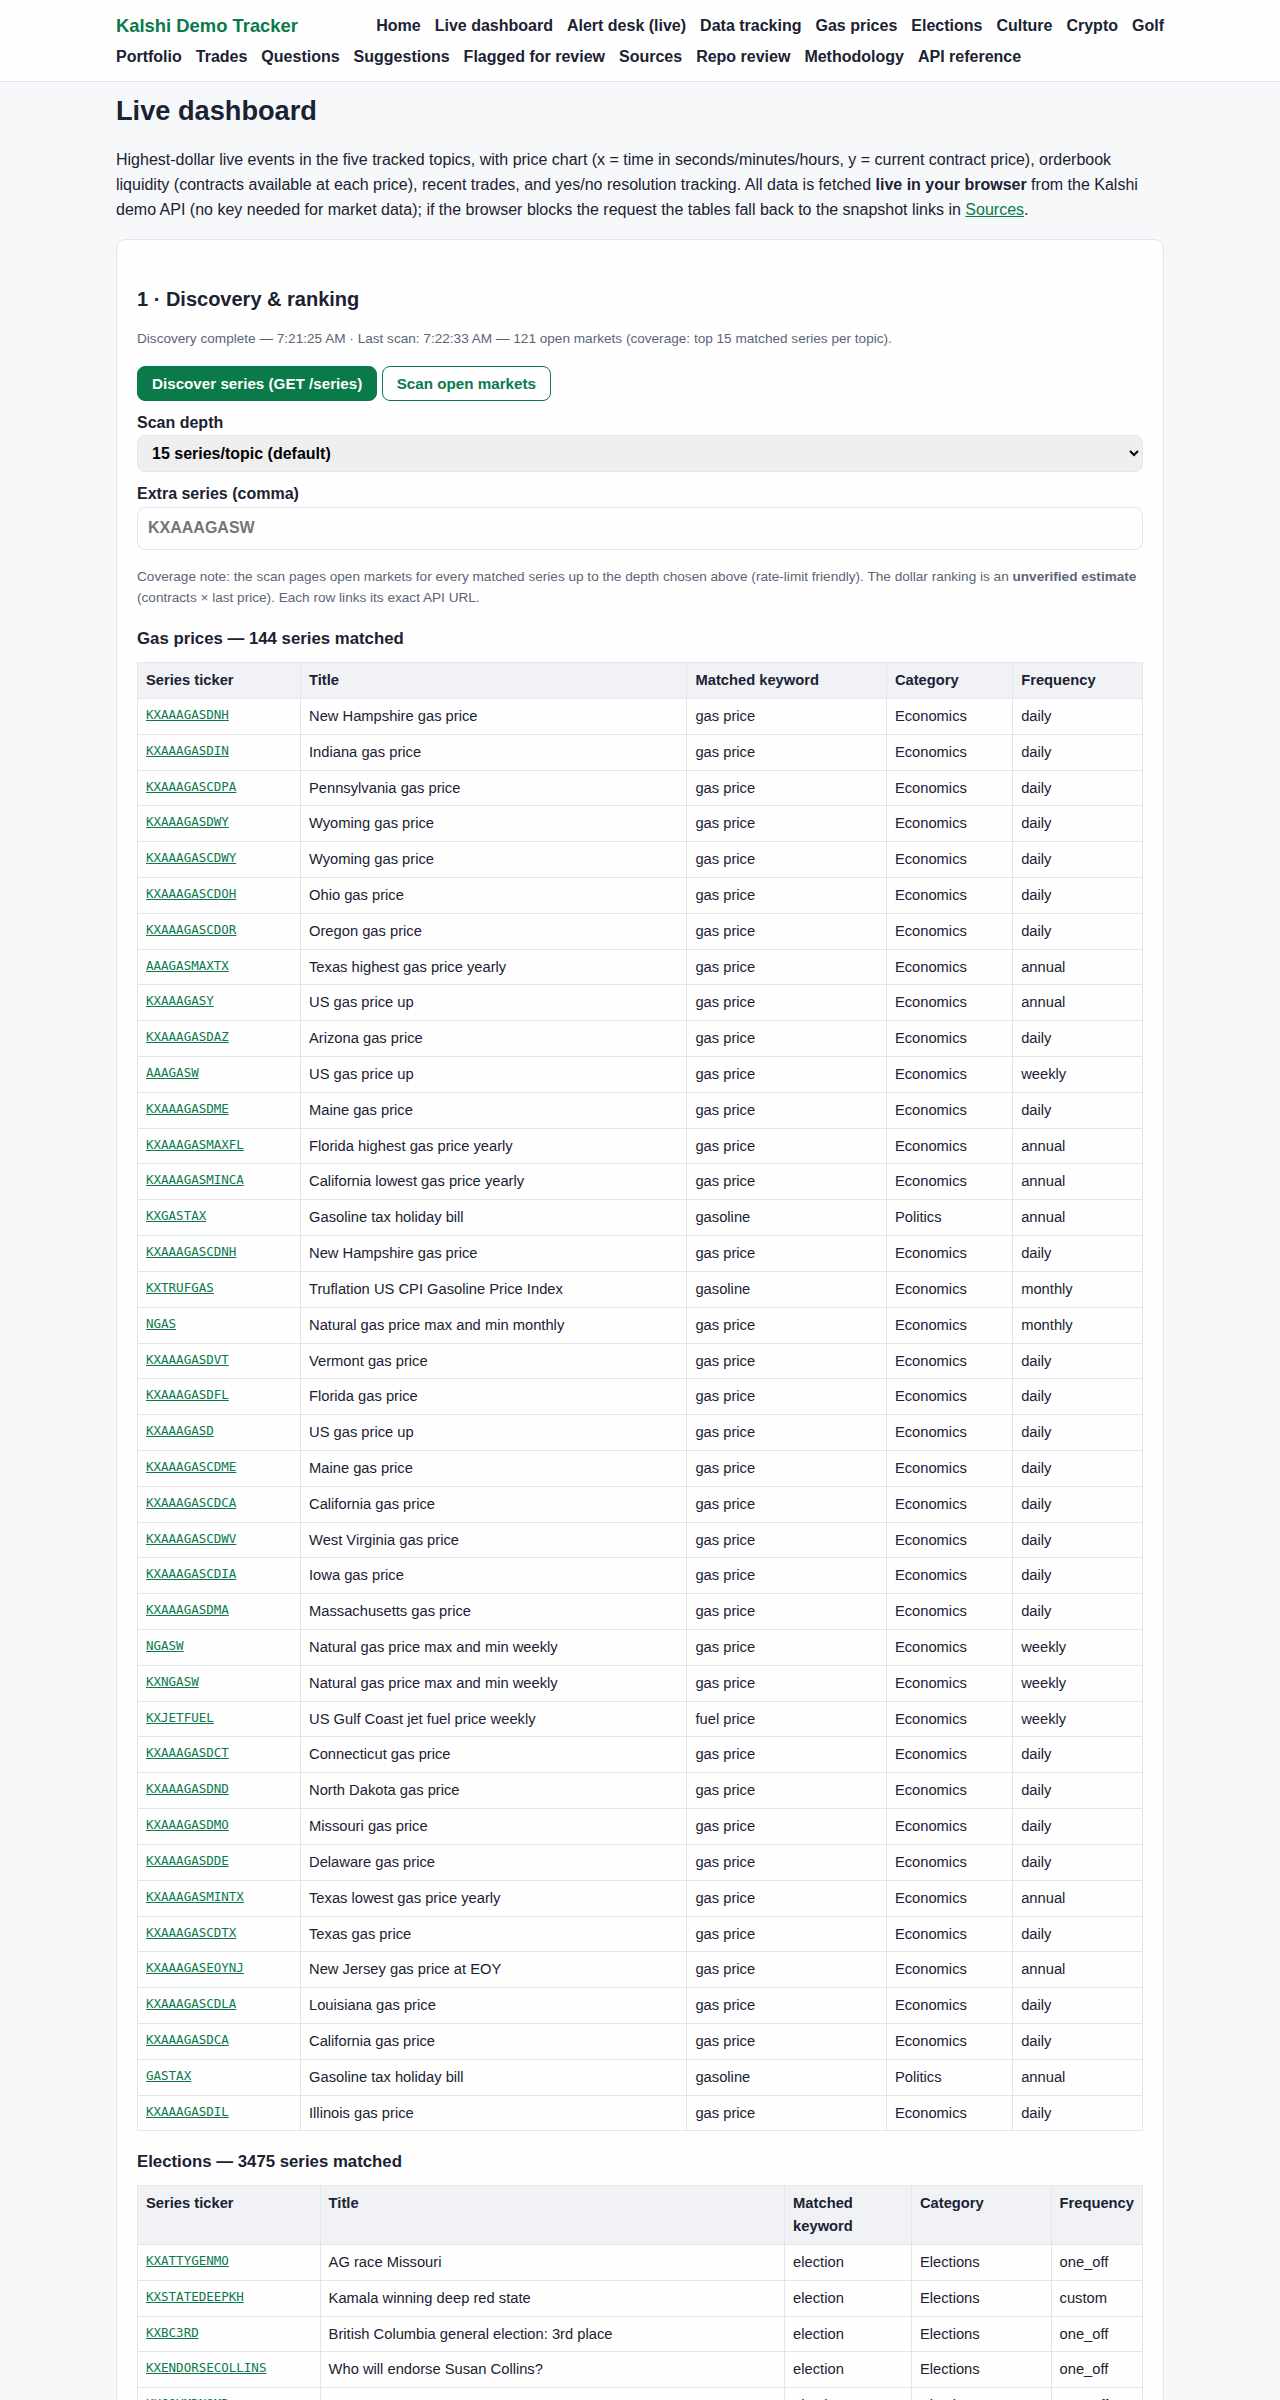 Kalshi Demo Tracker Home Live dashboard Alert desk (live) Data tracking Gas prices Elections Culture Crypto Golf
Portfolio Trades Questions Suggestions Flagged for review Sources Repo review Methodology API reference
Live dashboard
Highest-dollar live events in the five tracked topics, with price chart (x = time in seconds/minutes/hours, y = current contract price), orderbook
liquidity (contracts available at each price), recent trades, and yes/no resolution tracking. All data is fetched live in your browser from the Kalshi
demo API (no key needed for market data); if the browser blocks the request the tables fall back to the snapshot links in Sources.
1 · Discovery & ranking
Discovery complete — 7:21:25 AM · Last scan: 7:22:33 AM — 121 open markets (coverage: top 15 matched series per topic).
Discover series (GET /series) Scan open markets
Scan depth
15 series/topic (default)
Extra series (comma)
KXAAAGASW
Coverage note: the scan pages open markets for every matched series up to the depth chosen above (rate-limit friendly). The dollar ranking is an unverified estimate
(contracts × last price). Each row links its exact API URL.
Gas prices — 144 series matched
Series ticker Title Matched keyword Category Frequency
KXAAAGASDNH New Hampshire gas price gas price Economics daily
KXAAAGASDIN Indiana gas price gas price Economics daily
KXAAAGASCDPA Pennsylvania gas price gas price Economics daily
KXAAAGASDWY Wyoming gas price gas price Economics daily
KXAAAGASCDWY Wyoming gas price gas price Economics daily
KXAAAGASCDOH Ohio gas price gas price Economics daily
KXAAAGASCDOR Oregon gas price gas price Economics daily
AAAGASMAXTX Texas highest gas price yearly gas price Economics annual
KXAAAGASY US gas price up gas price Economics annual
KXAAAGASDAZ Arizona gas price gas price Economics daily
AAAGASW US gas price up gas price Economics weekly
KXAAAGASDME Maine gas price gas price Economics daily
KXAAAGASMAXFL Florida highest gas price yearly gas price Economics annual
KXAAAGASMINCA California lowest gas price yearly gas price Economics annual
KXGASTAX Gasoline tax holiday bill gasoline Politics annual
KXAAAGASCDNH New Hampshire gas price gas price Economics daily
KXTRUFGAS Truflation US CPI Gasoline Price Index gasoline Economics monthly
NGAS Natural gas price max and min monthly gas price Economics monthly
KXAAAGASDVT Vermont gas price gas price Economics daily
KXAAAGASDFL Florida gas price gas price Economics daily
KXAAAGASD US gas price up gas price Economics daily
KXAAAGASCDME Maine gas price gas price Economics daily
KXAAAGASCDCA California gas price gas price Economics daily
KXAAAGASCDWV West Virginia gas price gas price Economics daily
KXAAAGASCDIA Iowa gas price gas price Economics daily
KXAAAGASDMA Massachusetts gas price gas price Economics daily
NGASW Natural gas price max and min weekly gas price Economics weekly
KXNGASW Natural gas price max and min weekly gas price Economics weekly
KXJETFUEL US Gulf Coast jet fuel price weekly fuel price Economics weekly
KXAAAGASDCT Connecticut gas price gas price Economics daily
KXAAAGASDND North Dakota gas price gas price Economics daily
KXAAAGASDMO Missouri gas price gas price Economics daily
KXAAAGASDDE Delaware gas price gas price Economics daily
KXAAAGASMINTX Texas lowest gas price yearly gas price Economics annual
KXAAAGASCDTX Texas gas price gas price Economics daily
KXAAAGASEOYNJ New Jersey gas price at EOY gas price Economics annual
KXAAAGASCDLA Louisiana gas price gas price Economics daily
KXAAAGASDCA California gas price gas price Economics daily
GASTAX Gasoline tax holiday bill gasoline Politics annual
KXAAAGASDIL Illinois gas price gas price Economics daily
Elections — 3475 series matched
Series ticker Title Matched keyword Category Frequency
KXATTYGENMO AG race Missouri election Elections one_off
KXSTATEDEEPKH Kamala winning deep red state election Elections custom
KXBC3RD British Columbia general election: 3rd place election Elections one_off
KXENDORSECOLLINS Who will endorse Susan Collins? election Elections one_off